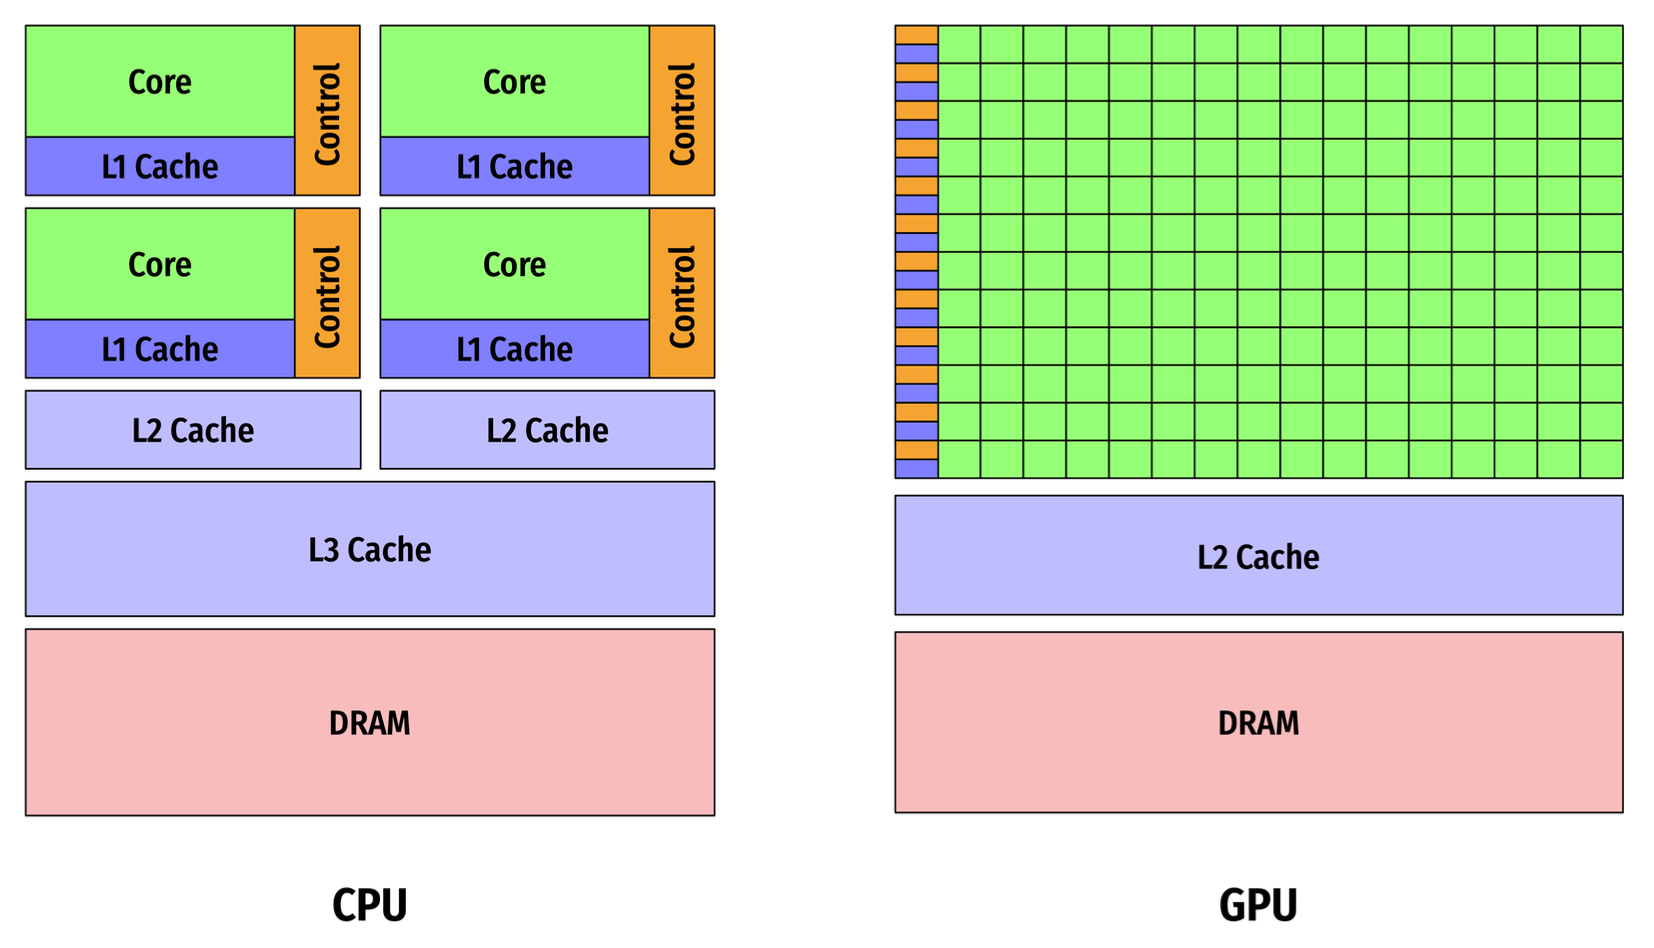 Core
Control
L1 Cache
Core
Control
L1 Cache
Core
Control
L1 Cache
Core
Control
L1 Cache
L2 Cache
L2 Cache
L3 Cache
DRAM
CPU
L2 Cache
DRAM
GPU